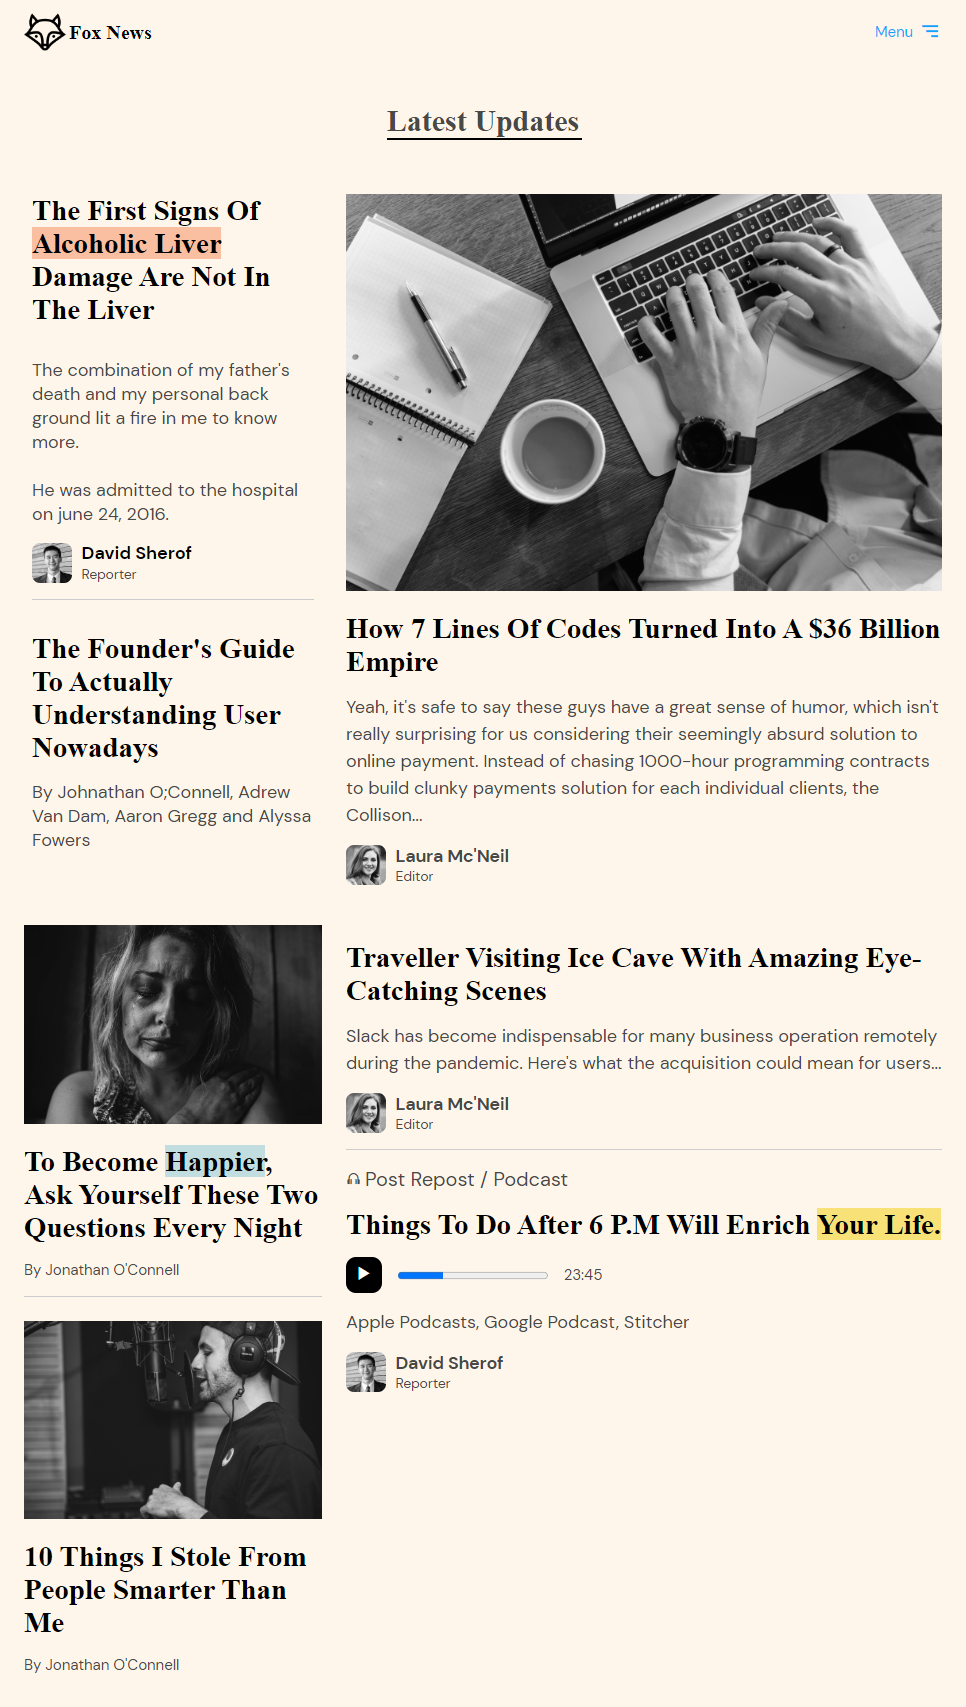 Fox News
Menu
Latest Updates
The First Signs Of
Alcoholic Liver
Damage Are Not In
The Liver
The combination of my father's
death and my personal back
ground lit a fire in me to know
more.
He was admitted to the hospital
on june 24, 2016.
David Sherof
Reporter
The Founder's Guide
To Actually
Understanding User
Nowadays
By Johnathan O;Connell, Adrew
Van Dam, Aaron Gregg and Alyssa
Fowers
How 7 Lines Of Codes Turned Into A $36 Billion
Empire
Yeah, it's safe to say these guys have a great sense of humor, which isn't
really surprising for us considering their seemingly absurd solution to
online payment. Instead of chasing 1000-hour programming contracts
to build clunky payments solution for each individual clients, the
Collison...
Laura Mc'Neil
Editor
To Become Happier,
Ask Yourself These Two
Questions Every Night
By Jonathan O'Connell
10 Things I Stole From
People Smarter Than
Me
By Jonathan O'Connell
Traveller Visiting Ice Cave With Amazing Eye-
Catching Scenes
Slack has become indispensable for many business operation remotely
during the pandemic. Here's what the acquisition could mean for users...
Laura Mc'Neil
Editor
Post Repost / Podcast
Things To Do After 6 P.M Will Enrich Your Life.
23:45
Apple Podcasts, Google Podcast, Stitcher
David Sherof
Reporter